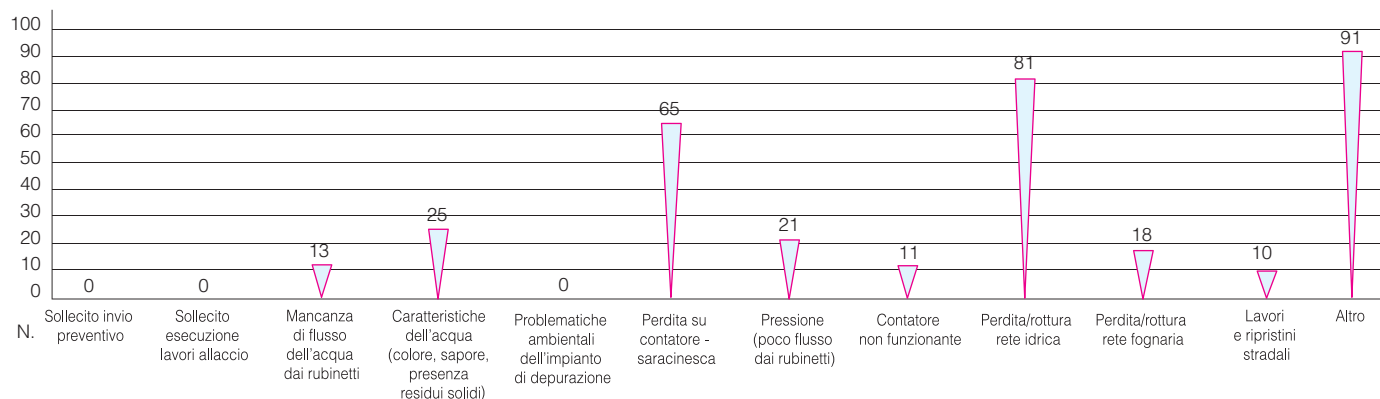 100
90
80
70
60
50
40
30
20
10
0
N.
0
0
13
25
0
65
21
11
81
18
10
91
Sollecito invio
preventivo
Sollecito
esecuzione
lavori allaccio
Mancanza
di flusso
dell'acqua
dai rubinetti
Caratteristiche
dell'acqua
(colore, sapore,
presenza
residui solidi)
Problematiche
ambientali
dell'impianto
di depurazione
Perdita su
contatore -
saracinesca
Pressione
(poco flusso
dai rubinetti)
Contatore
non funzionante
Perdita/rottura
rete idrica
Perdita/rottura
rete fognaria
Lavori
e ripristini
stradali
Altro